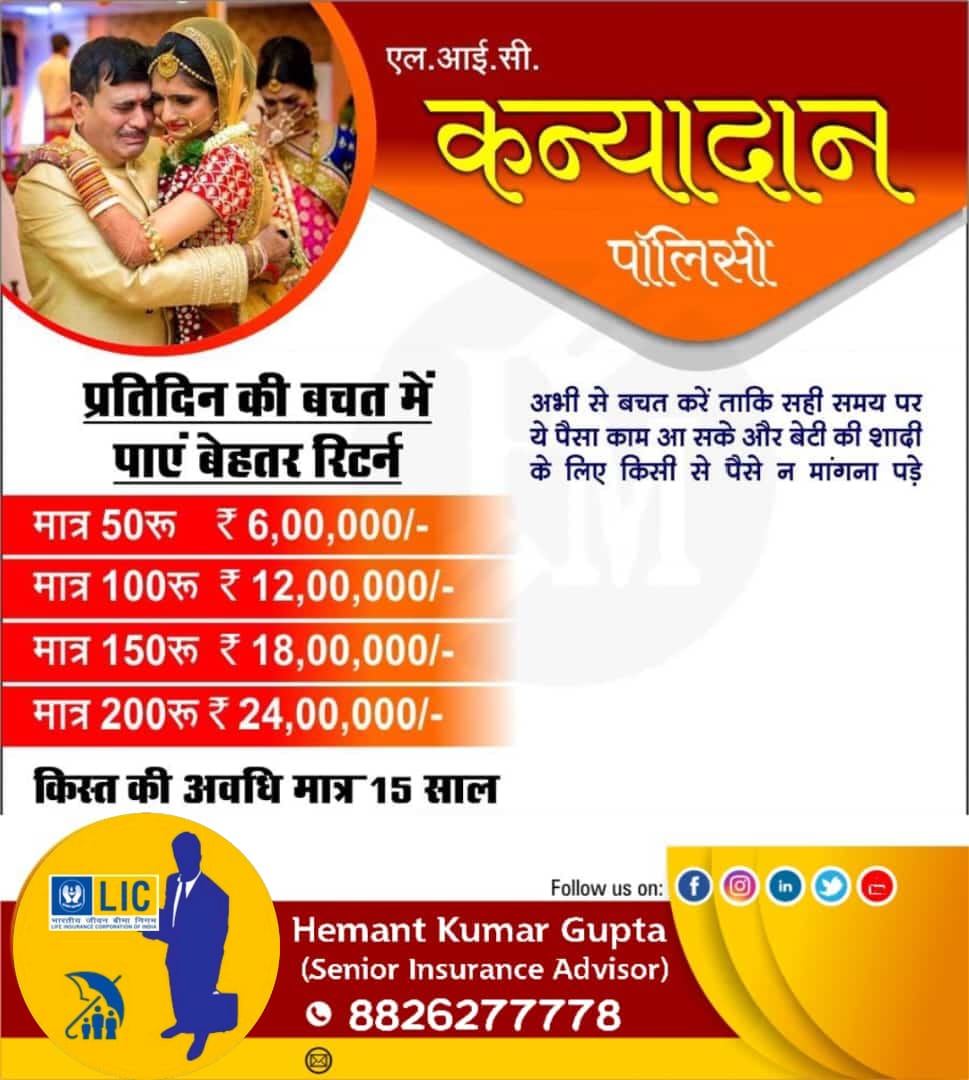 एल.आई.सी.
कन्यादान
पॉलिसी
प्रतिदिन की बचत में
पाएं बेहतर रिटर्न
मात्र 50रू ₹ 6,00,000/-
मात्र 100रू ₹ 12,00,000/-
मात्र 150रू ₹ 18,00,000/-
मात्र 200रू ₹ 24,00,000/-
किस्त की अवधि मात्र 15 साल
अभी से बचत करें ताकि सही समय पर
ये पैसा काम आ सके और बेटी की शादी
के लिए किसी से पैसे न मांगना पड़े
LIC
भारतीय जीवन बीमा निगम
LIFE INSURANCE CORPORATION OF INDIA
Follow us on:
Hemant Kumar Gupta
(Senior Insurance Advisor)
8826277778